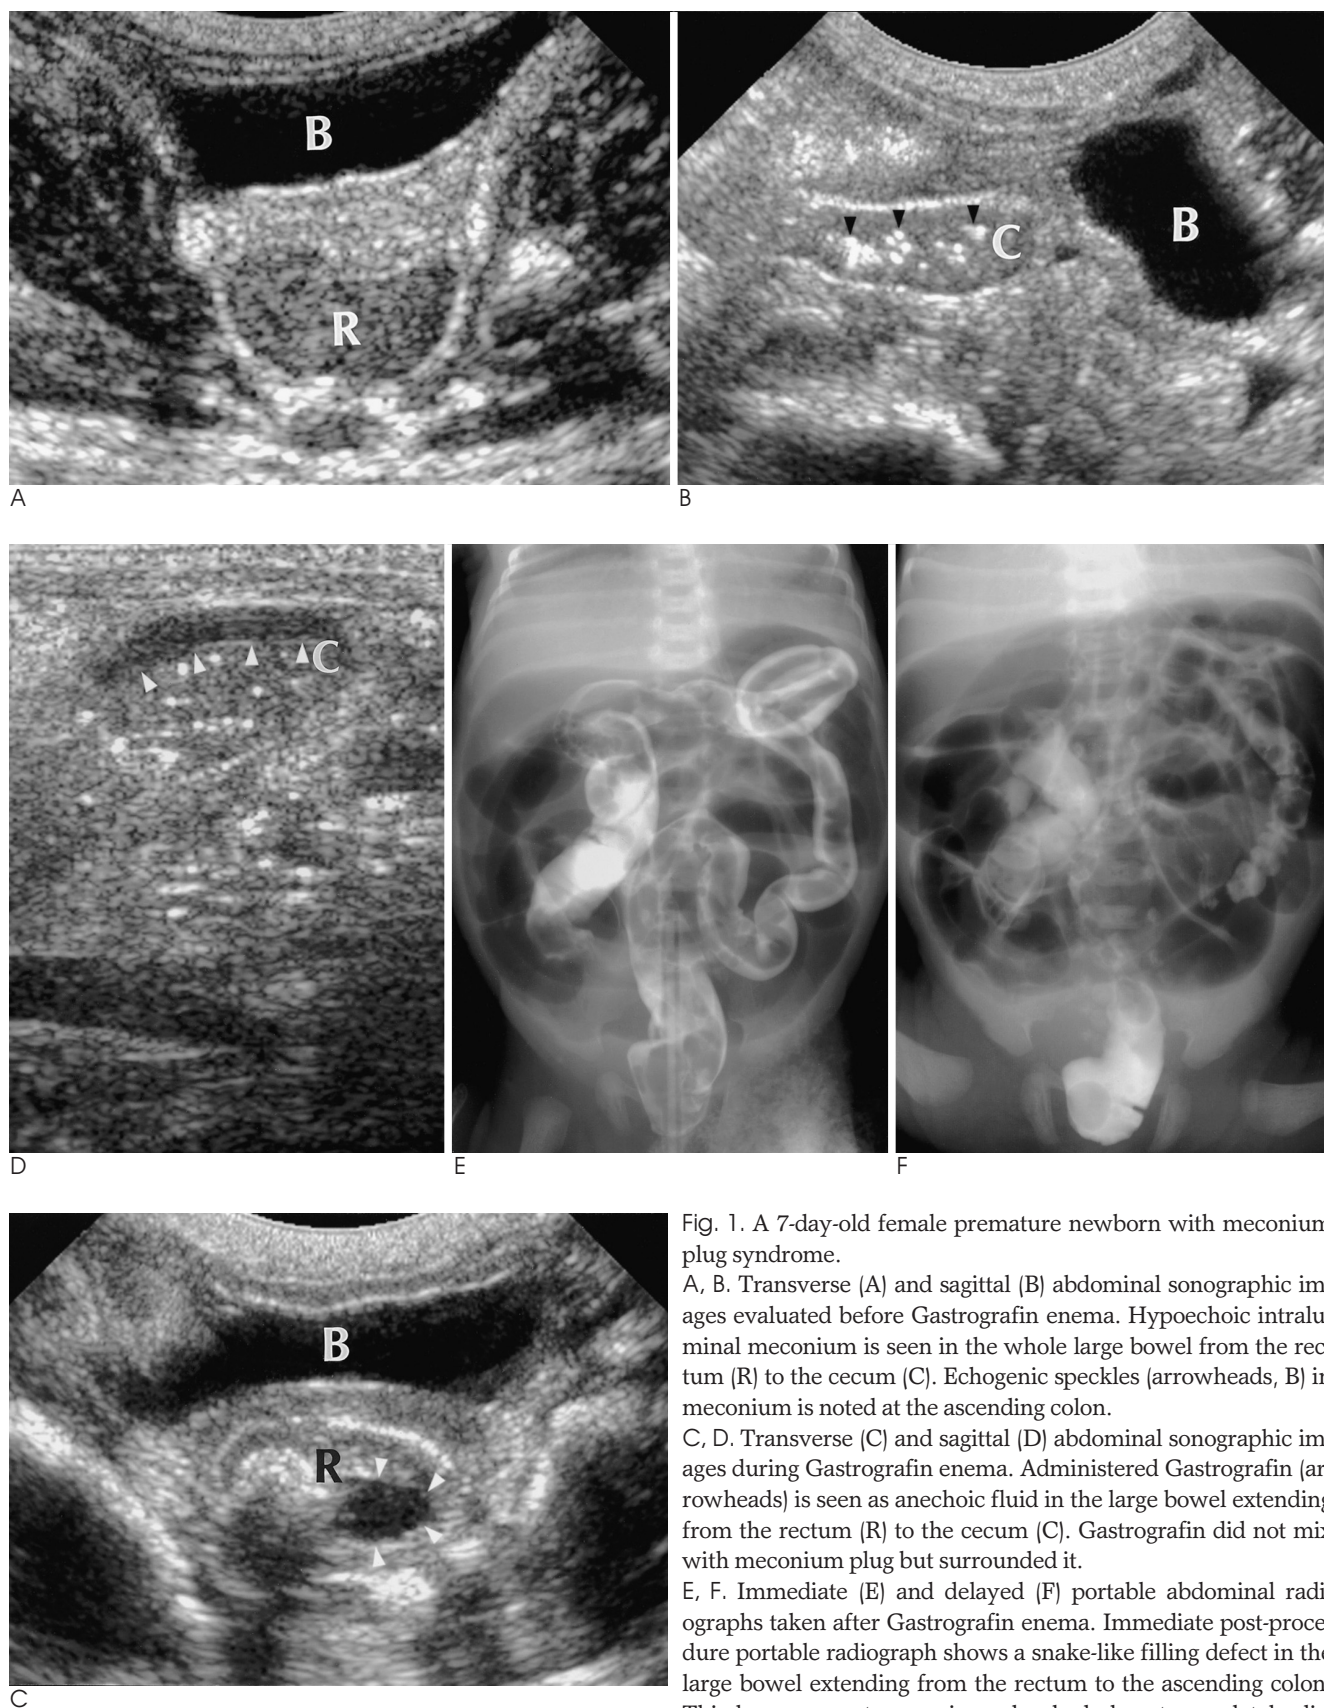 B
R
A
B
C
B
C
D
E
F
B
R
C
Fig. 1. A 7-day-old female premature newborn with meconium
plug syndrome.
A, B. Transverse (A) and sagittal (B) abdominal sonographic im
ages evaluated before Gastrografin enema. Hypoechoic intralu
minal meconium is seen in the whole large bowel from the rec
tum (R) to the cecum (C). Echogenic speckles (arrowheads, B) in
meconium is noted at the ascending colon.
C, D. Transverse (C) and sagittal (D) abdominal sonographic im
ages during Gastrografin enema. Administered Gastrografin (ar
rowheads) is seen as anechoic fluid in the large bowel extending
from the rectum (R) to the cecum (C). Gastrografin did not mix
with meconium plug but surrounded it.
E, F. Immediate (E) and delayed (F) portable abdominal radi
ographs taken after Gastrografin enema. Immediate post-proce
dure portable radiograph shows a snake-like filling defect in the
large bowel extending from the rectum to the ascending colon